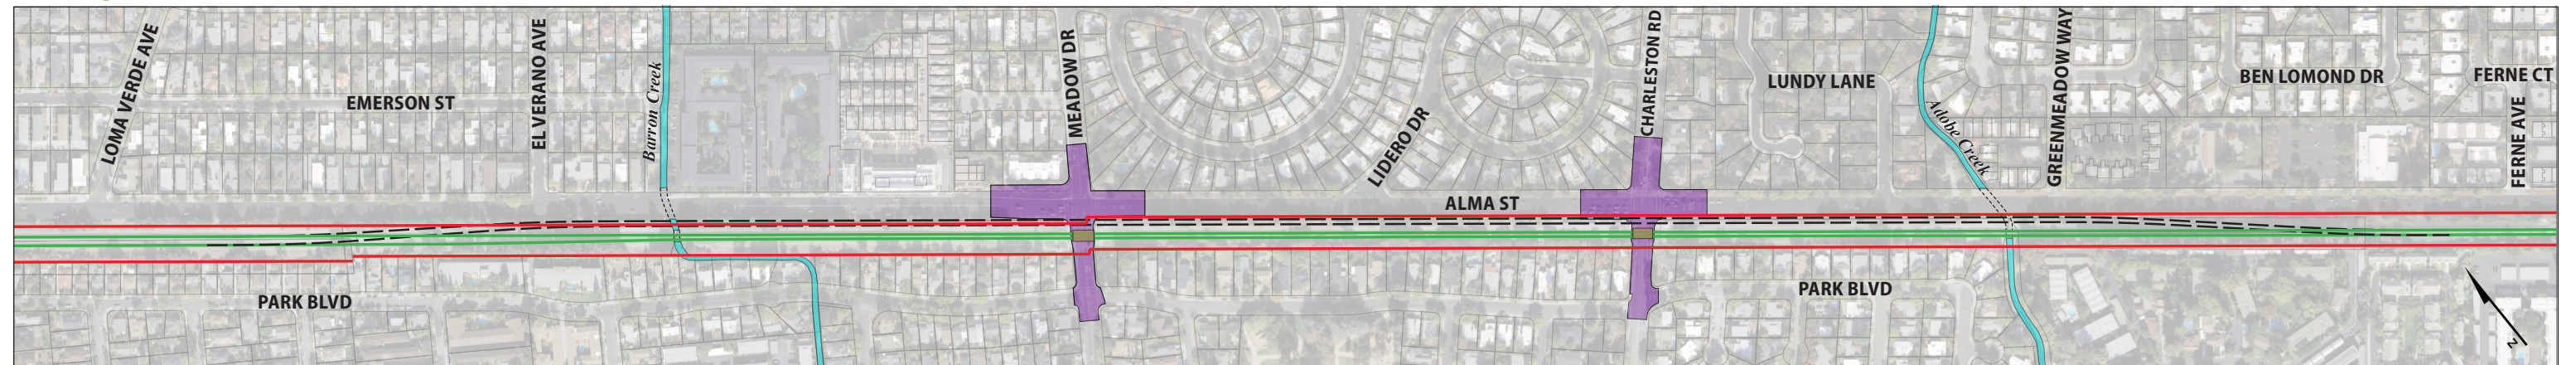 LOMA VERDE AVE
EMERSON ST
EL VERANO AVE
Barron Creek
MEADOW DR
LIDERO DR
CHARLESTON RD
LUNDY LANE
Adobe Creek
GREENMEADOW WAY
BEN LOMOND DR
FERNE CT
FERNE AVE
ALMA ST
PARK BLVD
PARK BLVD
N